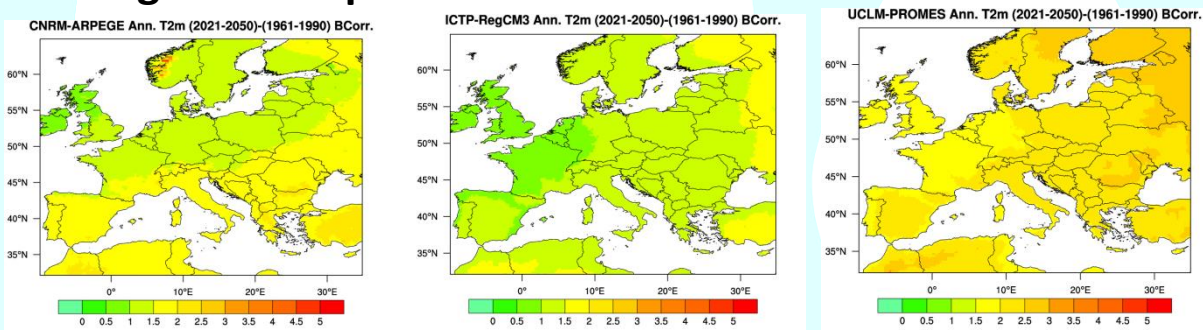 CNRM-ARPEGE Ann. T2m (2021-2050)-(1961-1990) BCorr.
60°N
55°N
50°N
45°N
40°N
35°N
0°
10°E
20°E
30°E
0 0.5 1 1.5 2 2.5 3 3.5 4 4.5 5
ICTP-RegCM3 Ann. T2m (2021-2050)-(1961-1990) BCorr.
60°N
55°N
50°N
45°N
40°N
35°N
0°
10°E
20°E
30°E
0 0.5 1 1.5 2 2.5 3 3.5 4 4.5 5
UCLM-PROMES Ann. T2m (2021-2050)-(1961-1990) BCorr.
60°N
55°N
50°N
45°N
40°N
35°N
0°
10°E
20°E
30°E
0 0.5 1 1.5 2 2.5 3 3.5 4 4.5 5